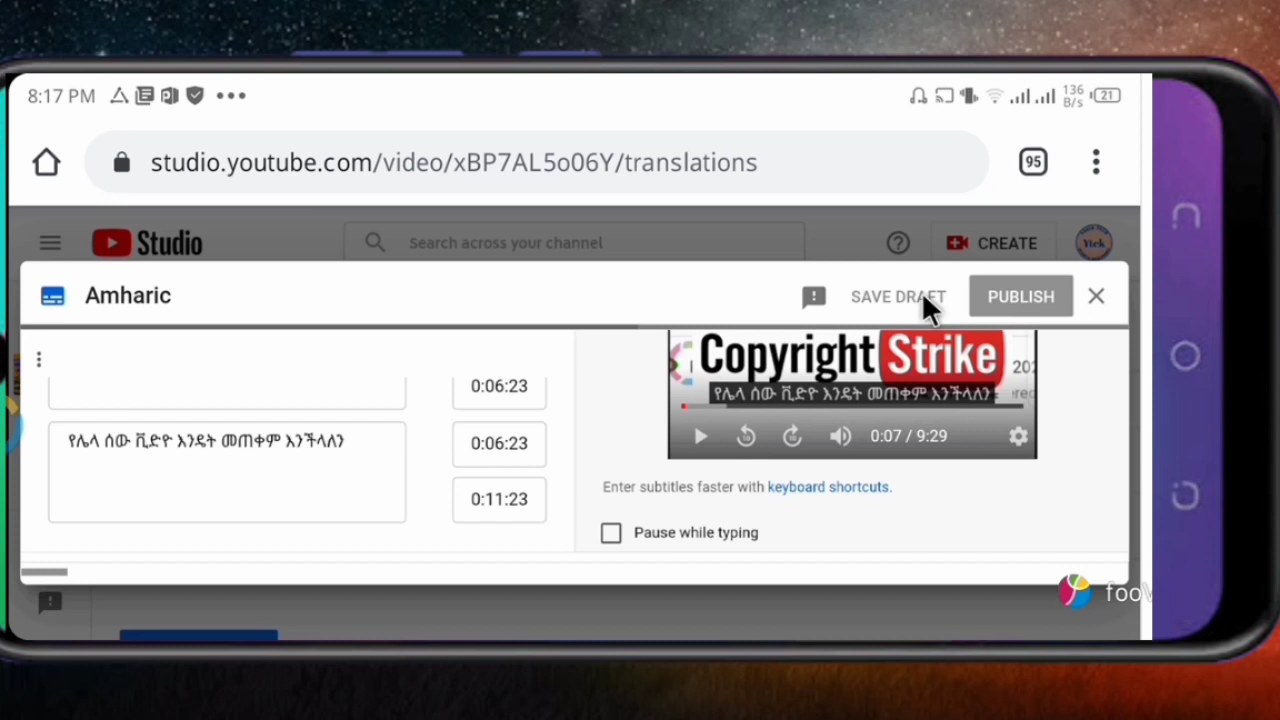 8:17 PM
136
B/s
21
studio.youtube.com/video/xBP7AL5o06Y/translations
95
Studio
Search across your channel
CREATE
Ytek
Amharic
SAVE DRAFT
PUBLISH
0:06:23
የሌላ ሰው ቪድዮ እንዴት መጠቀም እንችላለን
0:06:23
0:11:23
Copyright Strike
የሌላ ሰው ቪድዮ እንዴት መጠቀም እንችላለን
10
10
0:07 / 9:29
Enter subtitles faster with keyboard shortcuts.
Pause while typing